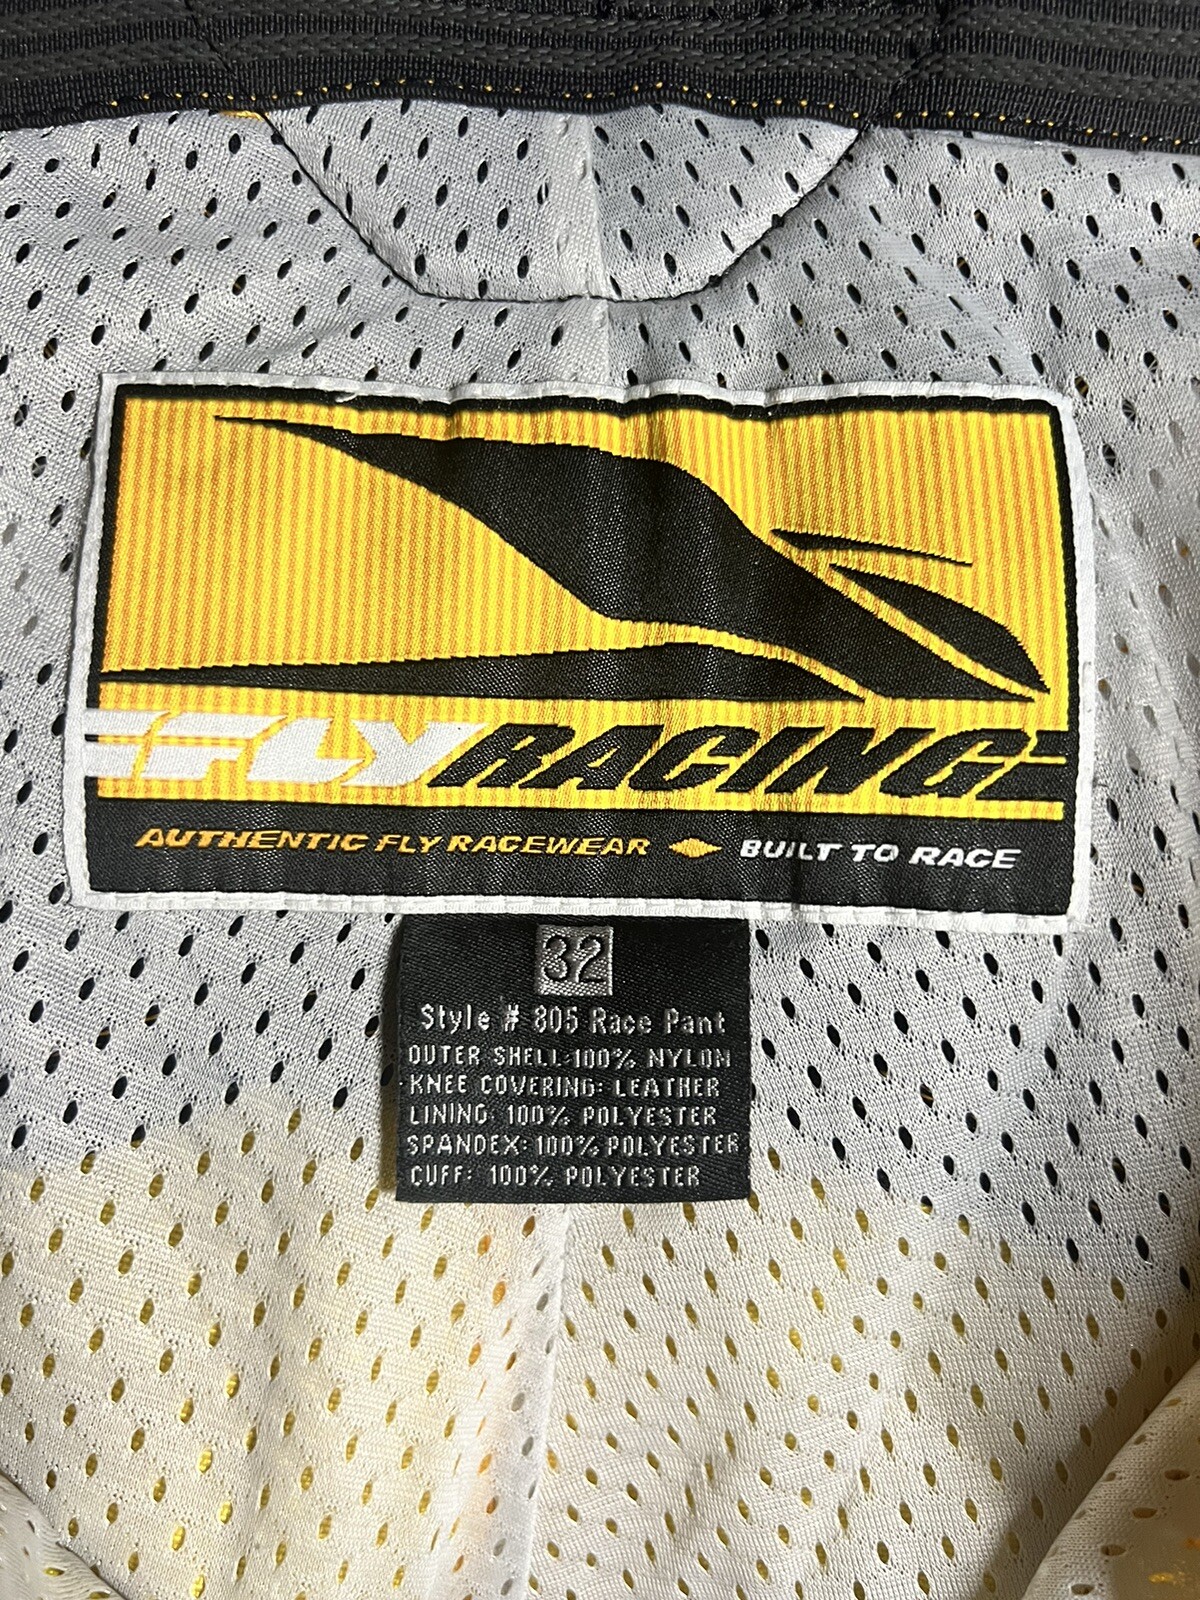 FLY RACING
AUTHENTIC FLY RACEWEAR BUILT TO RACE
32
Style # 805 Race Pant
OUTER SHELL:100% NYLON
KNEE COVERING: LEATHER
LINING: 100% POLYESTER
SPANDEX: 100% POLYESTER
CUFF: 100% POLYESTER